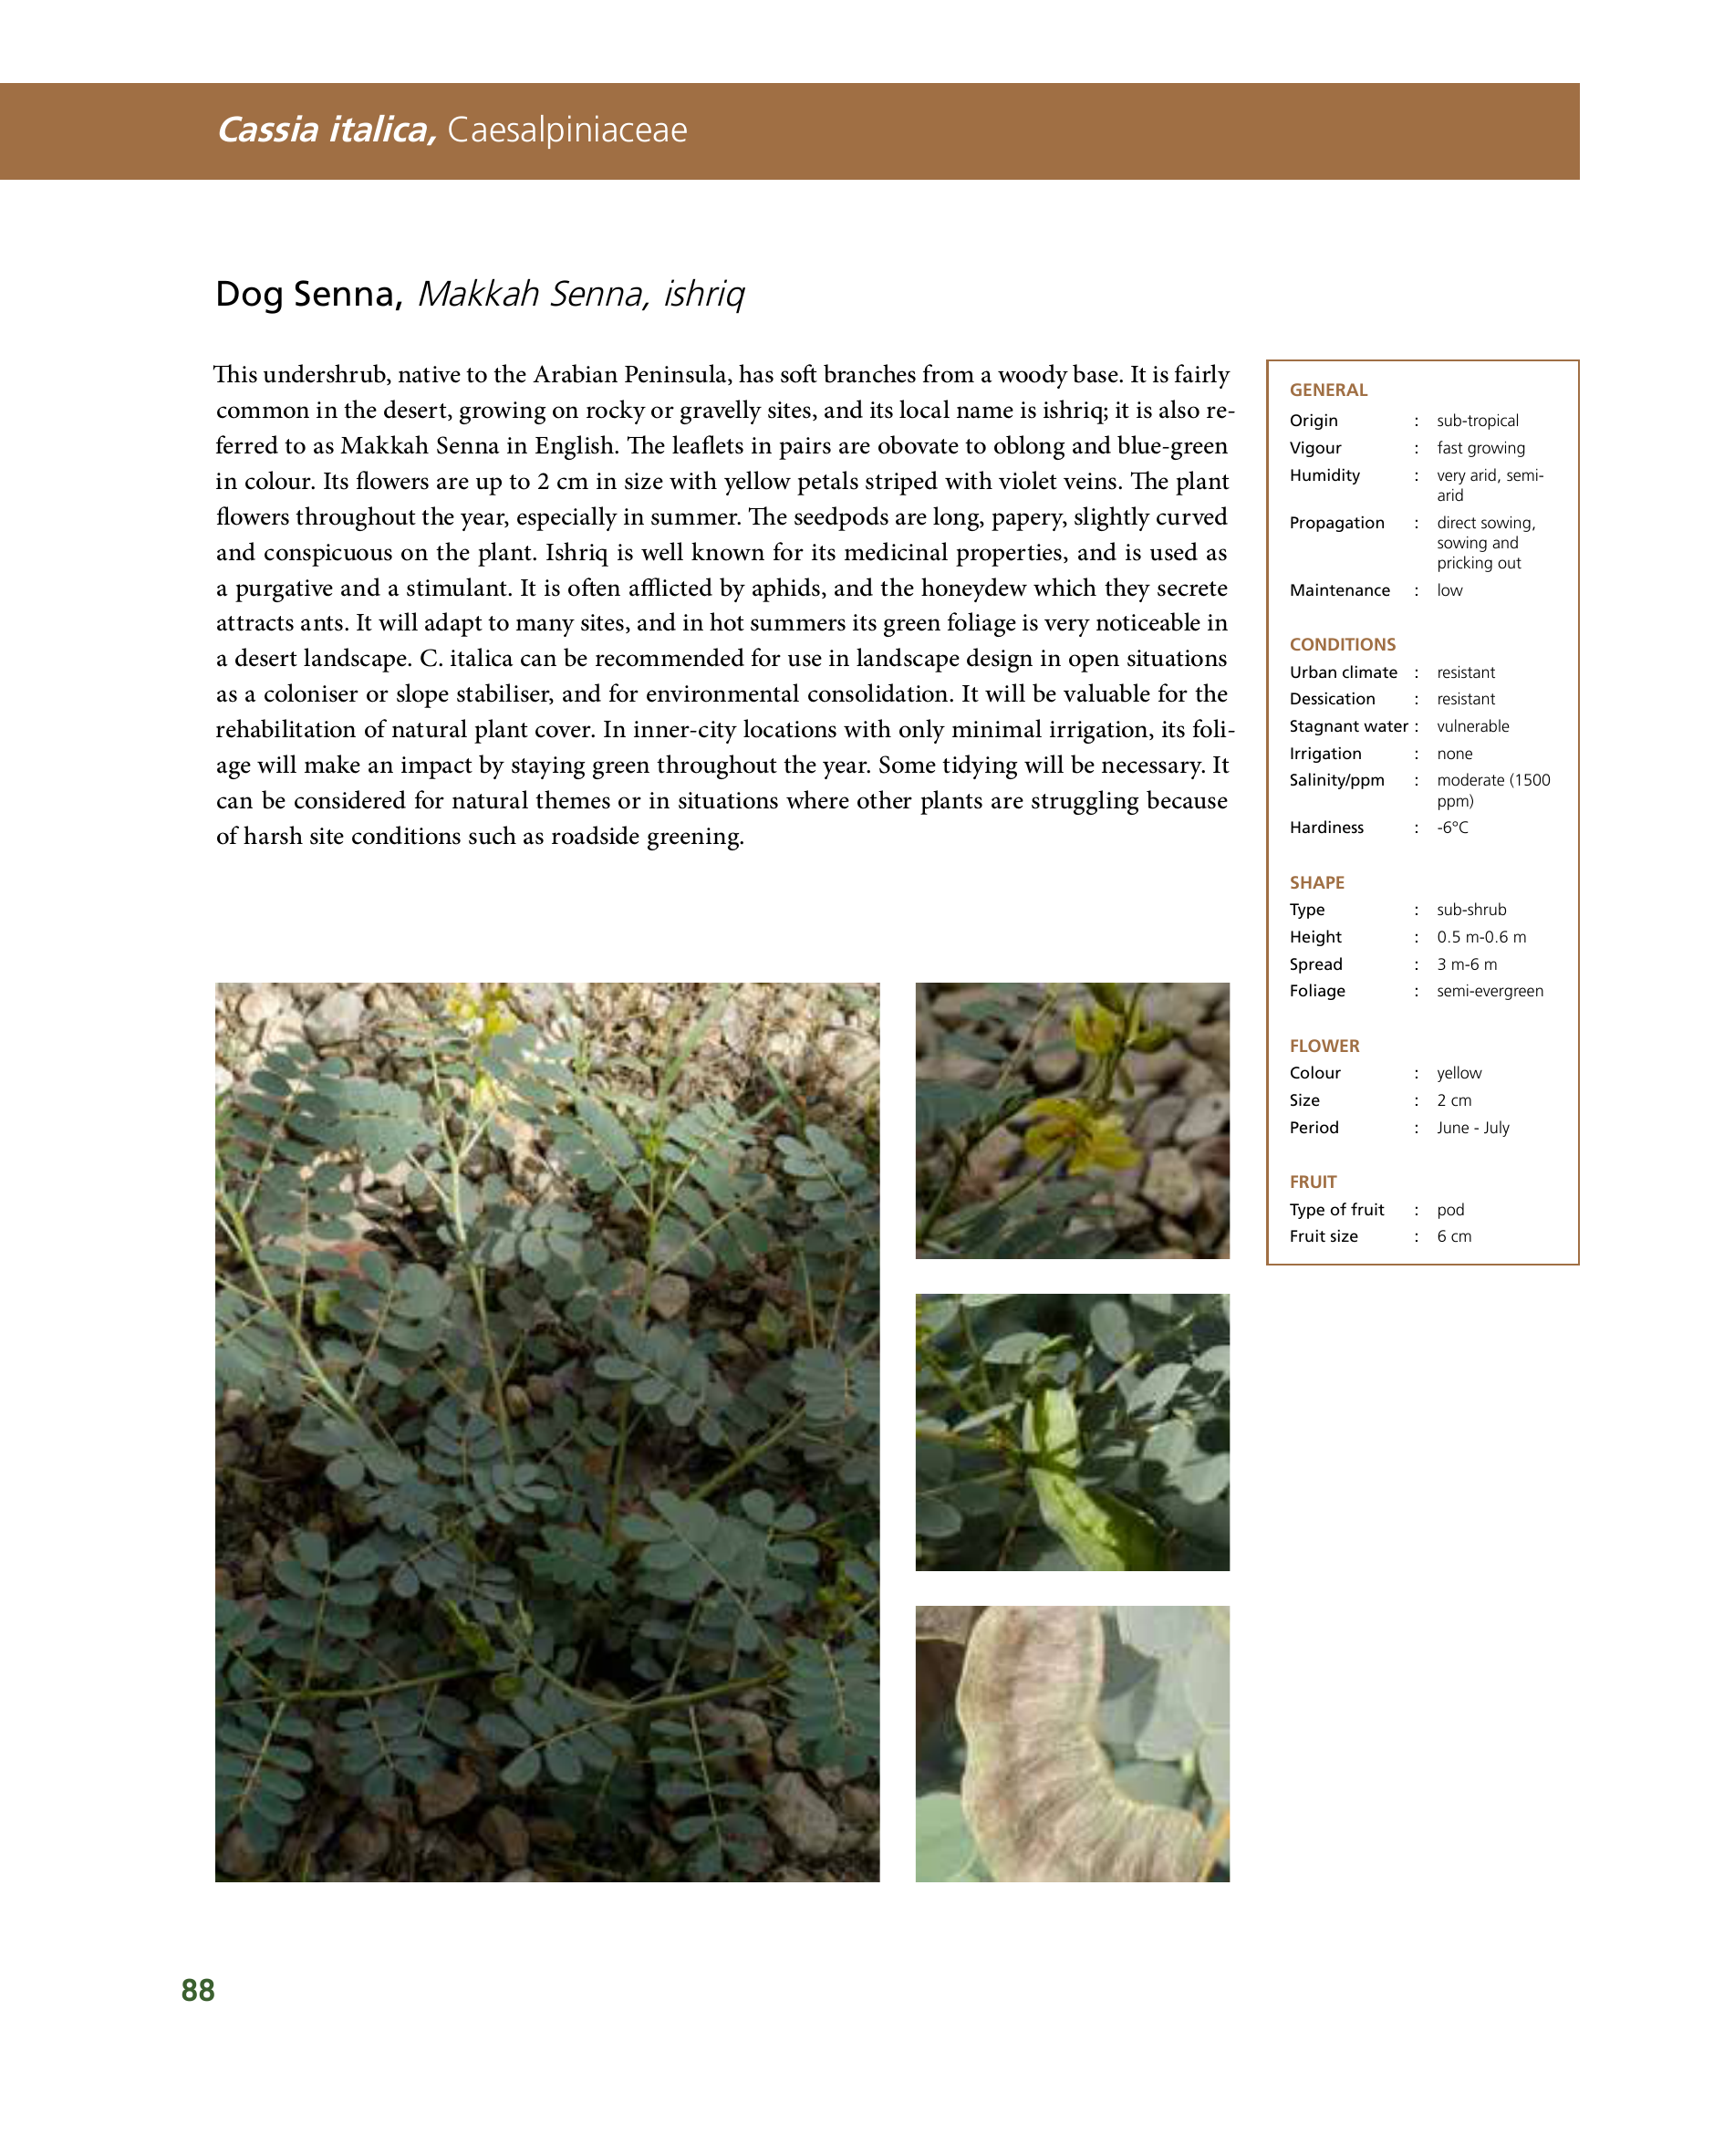 Cassia italica, Caesalpiniaceae
Dog Senna, Makkah Senna, ishriq
This undershrub, native to the Arabian Peninsula, has soft branches from a woody base. It is fairly
common in the desert, growing on rocky or gravelly sites, and its local name is ishriq; it is also re-
ferred to as Makkah Senna in English. The leaflets in pairs are obovate to oblong and blue-green
in colour. Its flowers are up to 2 cm in size with yellow petals striped with violet veins. The plant
flowers throughout the year, especially in summer. The seedpods are long, papery, slightly curved
and conspicuous on the plant. Ishriq is well known for its medicinal properties, and is used as
a purgative and a stimulant. It is often afflicted by aphids, and the honeydew which they secrete
attracts ants. It will adapt to many sites, and in hot summers its green foliage is very noticeable in
a desert landscape. C. italica can be recommended for use in landscape design in open situations
as a coloniser or slope stabiliser, and for environmental consolidation. It will be valuable for the
rehabilitation of natural plant cover. In inner-city locations with only minimal irrigation, its foli-
age will make an impact by staying green throughout the year. Some tidying will be necessary. It
can be considered for natural themes or in situations where other plants are struggling because
of harsh site conditions such as roadside greening.
GENERAL
Origin : sub-tropical
Vigour : fast growing
Humidity : very arid, semi-
arid
Propagation : direct sowing,
sowing and
pricking out
Maintenance : low
CONDITIONS
Urban climate : resistant
Dessication : resistant
Stagnant water : vulnerable
Irrigation : none
Salinity/ppm : moderate (1500
ppm)
Hardiness : -6°C
SHAPE
Type : sub-shrub
Height : 0.5 m-0.6 m
Spread : 3 m-6 m
Foliage : semi-evergreen
FLOWER
Colour : yellow
Size : 2 cm
Period : June - July
FRUIT
Type of fruit : pod
Fruit size : 6 cm
88